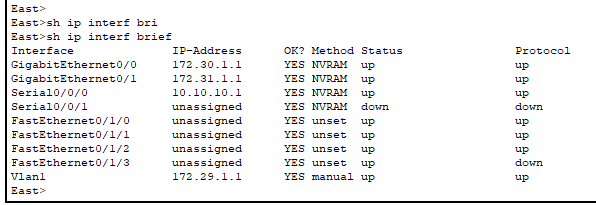 East>
East>sh ip interf bri
East>sh ip interf brief
Interface IP-Address OK? Method Status Protocol
GigabitEthernet0/0 172.30.1.1 YES NVRAM up up
GigabitEthernet0/1 172.31.1.1 YES NVRAM up up
Serial0/0/0 10.10.10.1 YES NVRAM up up
Serial0/0/1 unassigned YES NVRAM down down
FastEthernet0/1/0 unassigned YES unset up up
FastEthernet0/1/1 unassigned YES unset up up
FastEthernet0/1/2 unassigned YES unset up up
FastEthernet0/1/3 unassigned YES unset up down
Vlan1 172.29.1.1 YES manual up up
East>